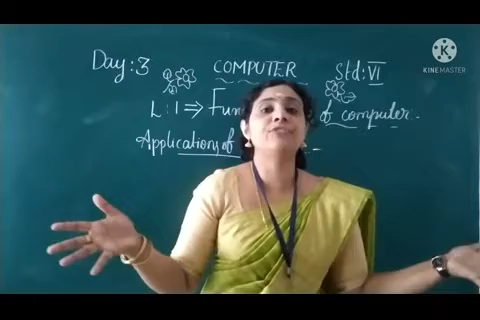 Day: 3 COMPUTER Std: VI
KINEMASTER
L: 1 ⇒ Fun of computer.
Applications of